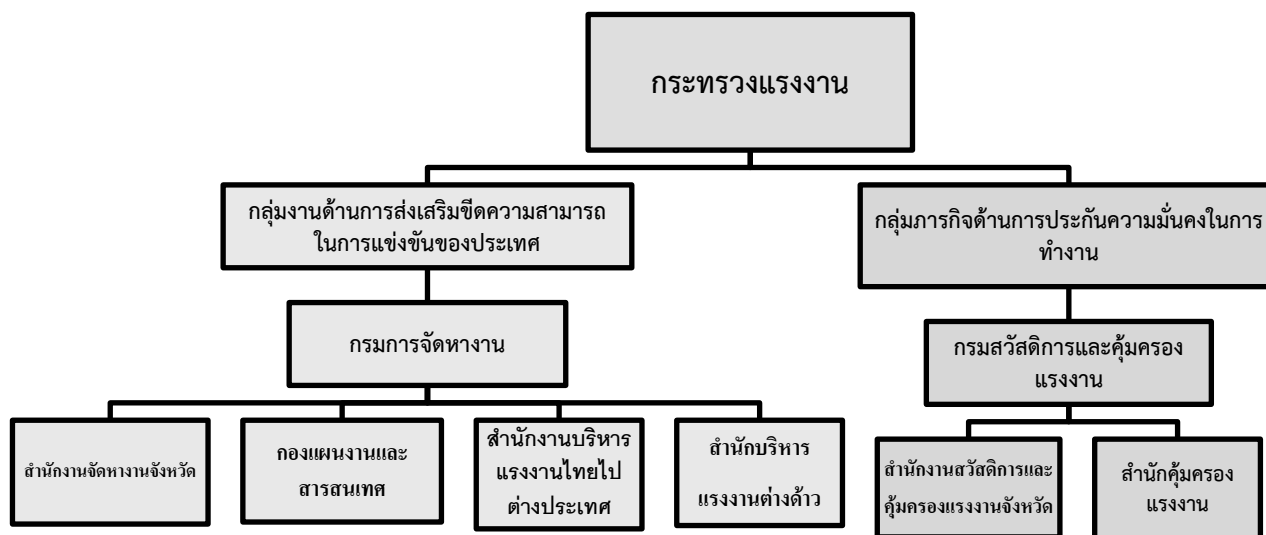 กระทรวงแรงงาน
กลุ่มงานด้านการส่งเสริมขีดความสามารถ
ในการแข่งขันของประเทศ
กลุ่มภารกิจด้านการประกันความมั่นคงในการ
ทำงาน
กรมการจัดหางาน
กรมสวัสดิการและคุ้มครอง
แรงงาน
สำนักงานจัดหางานจังหวัด
กองแผนงานและ
สารสนเทศ
สำนักงานบริหาร
แรงงานไทยไป
ต่างประเทศ
สำนักบริหาร
แรงงานต่างด้าว
สำนักงานสวัสดิการและ
คุ้มครองแรงงานจังหวัด
สำนักคุ้มครอง
แรงงาน